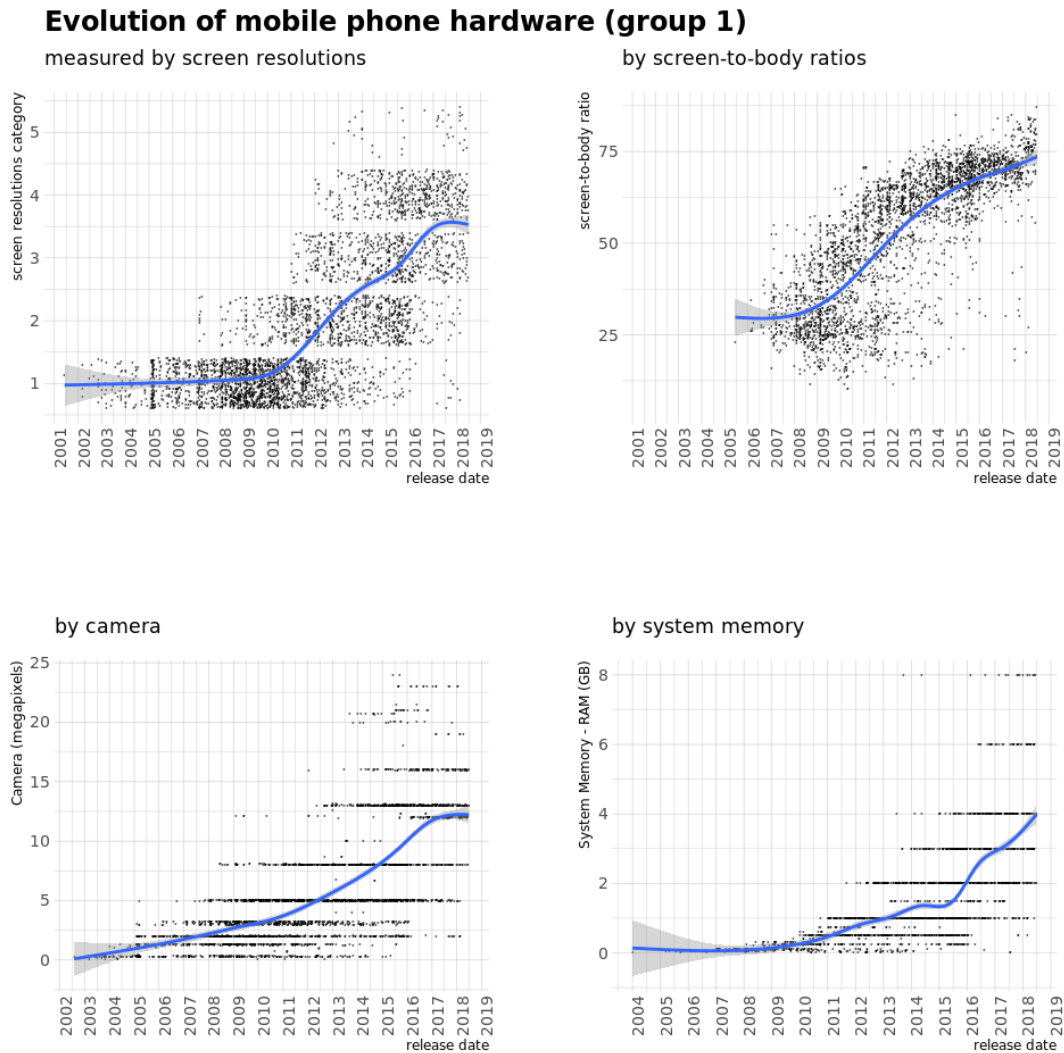 Evolution of mobile phone hardware (group 1)
measured by screen resolutions
screen resolutions category
5
4
3
2
1
2001 2002 2003 2004 2005 2006 2007 2008 2009 2010 2011 2012 2013 2014 2015 2016 2017 2018 2019
release date
by screen-to-body ratios
screen-to-body ratio
75
50
25
2001 2002 2003 2004 2005 2006 2007 2008 2009 2010 2011 2012 2013 2014 2015 2016 2017 2018 2019
release date
by camera
Camera (megapixels)
25
20
15
10
5
0
2002 2003 2004 2005 2006 2007 2008 2009 2010 2011 2012 2013 2014 2015 2016 2017 2018 2019
release date
by system memory
System Memory - RAM (GB)
8
6
4
2
0
2004 2005 2006 2007 2008 2009 2010 2011 2012 2013 2014 2015 2016 2017 2018 2019
release date